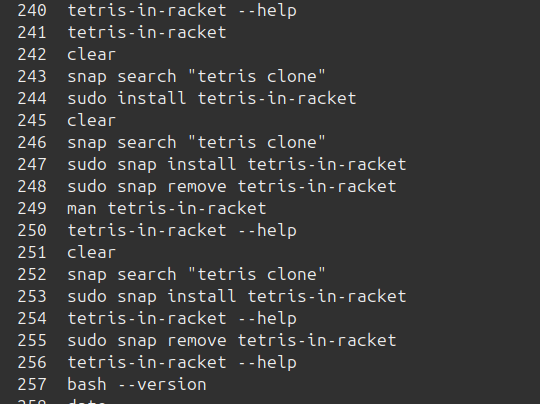 240 tetris-in-racket --help
241 tetris-in-racket
242 clear
243 snap search "tetris clone"
244 sudo install tetris-in-racket
245 clear
246 snap search "tetris clone"
247 sudo snap install tetris-in-racket
248 sudo snap remove tetris-in-racket
249 man tetris-in-racket
250 tetris-in-racket --help
251 clear
252 snap search "tetris clone"
253 sudo snap install tetris-in-racket
254 tetris-in-racket --help
255 sudo snap remove tetris-in-racket
256 tetris-in-racket --help
257 bash --version
258 date